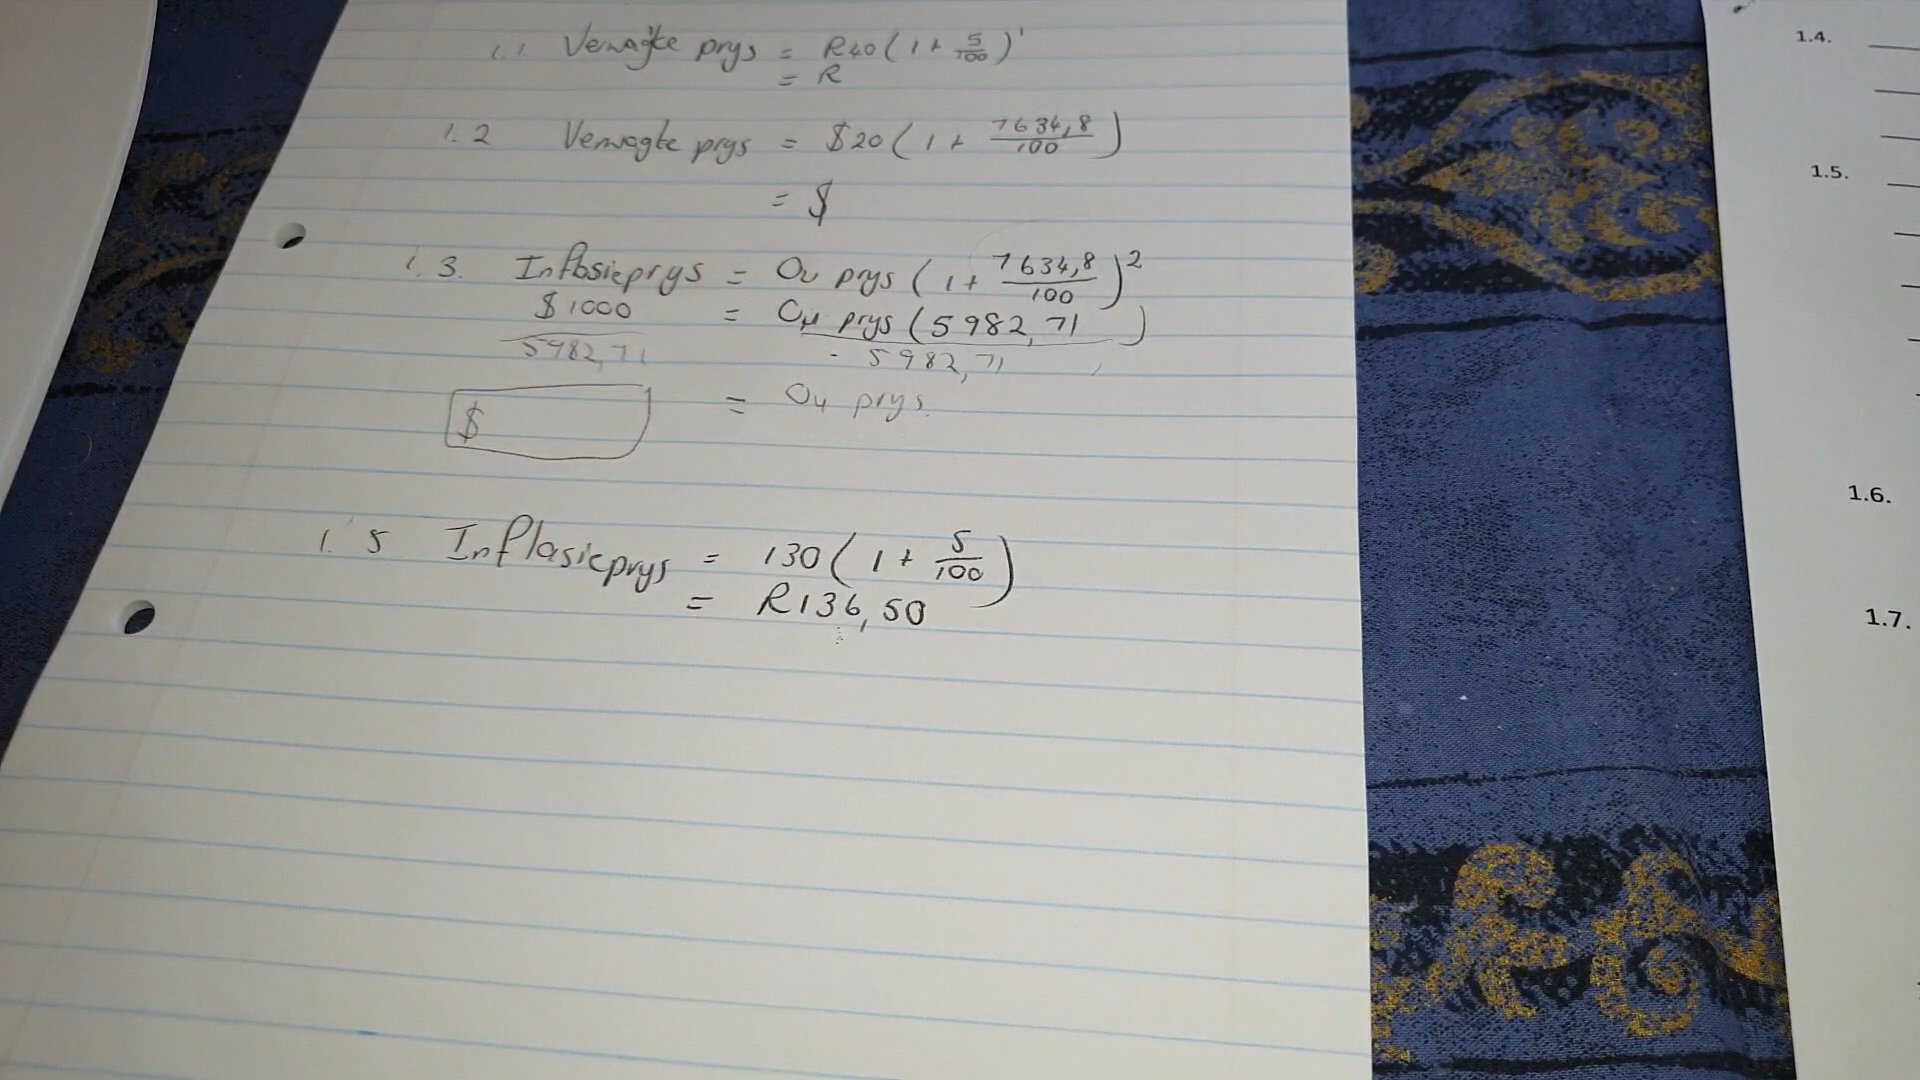 1.1 Verwagte prys = R40 ( 1 + 5/100 )¹
= R
1.2 Verwagte prys = $20 ( 1 + 7634,8/100 )
= $
1.3. Inflasieprys = Ou prys ( 1 + 7634,8/100 )²
$1000 = Ou prys ( 5982,71 )
5982,71 5982,71
$ = Ou prys.
1.5 Inflasieprys = 130 ( 1 + 5/100 )
= R136,50
1.4.
1.5.
1.6.
1.7.